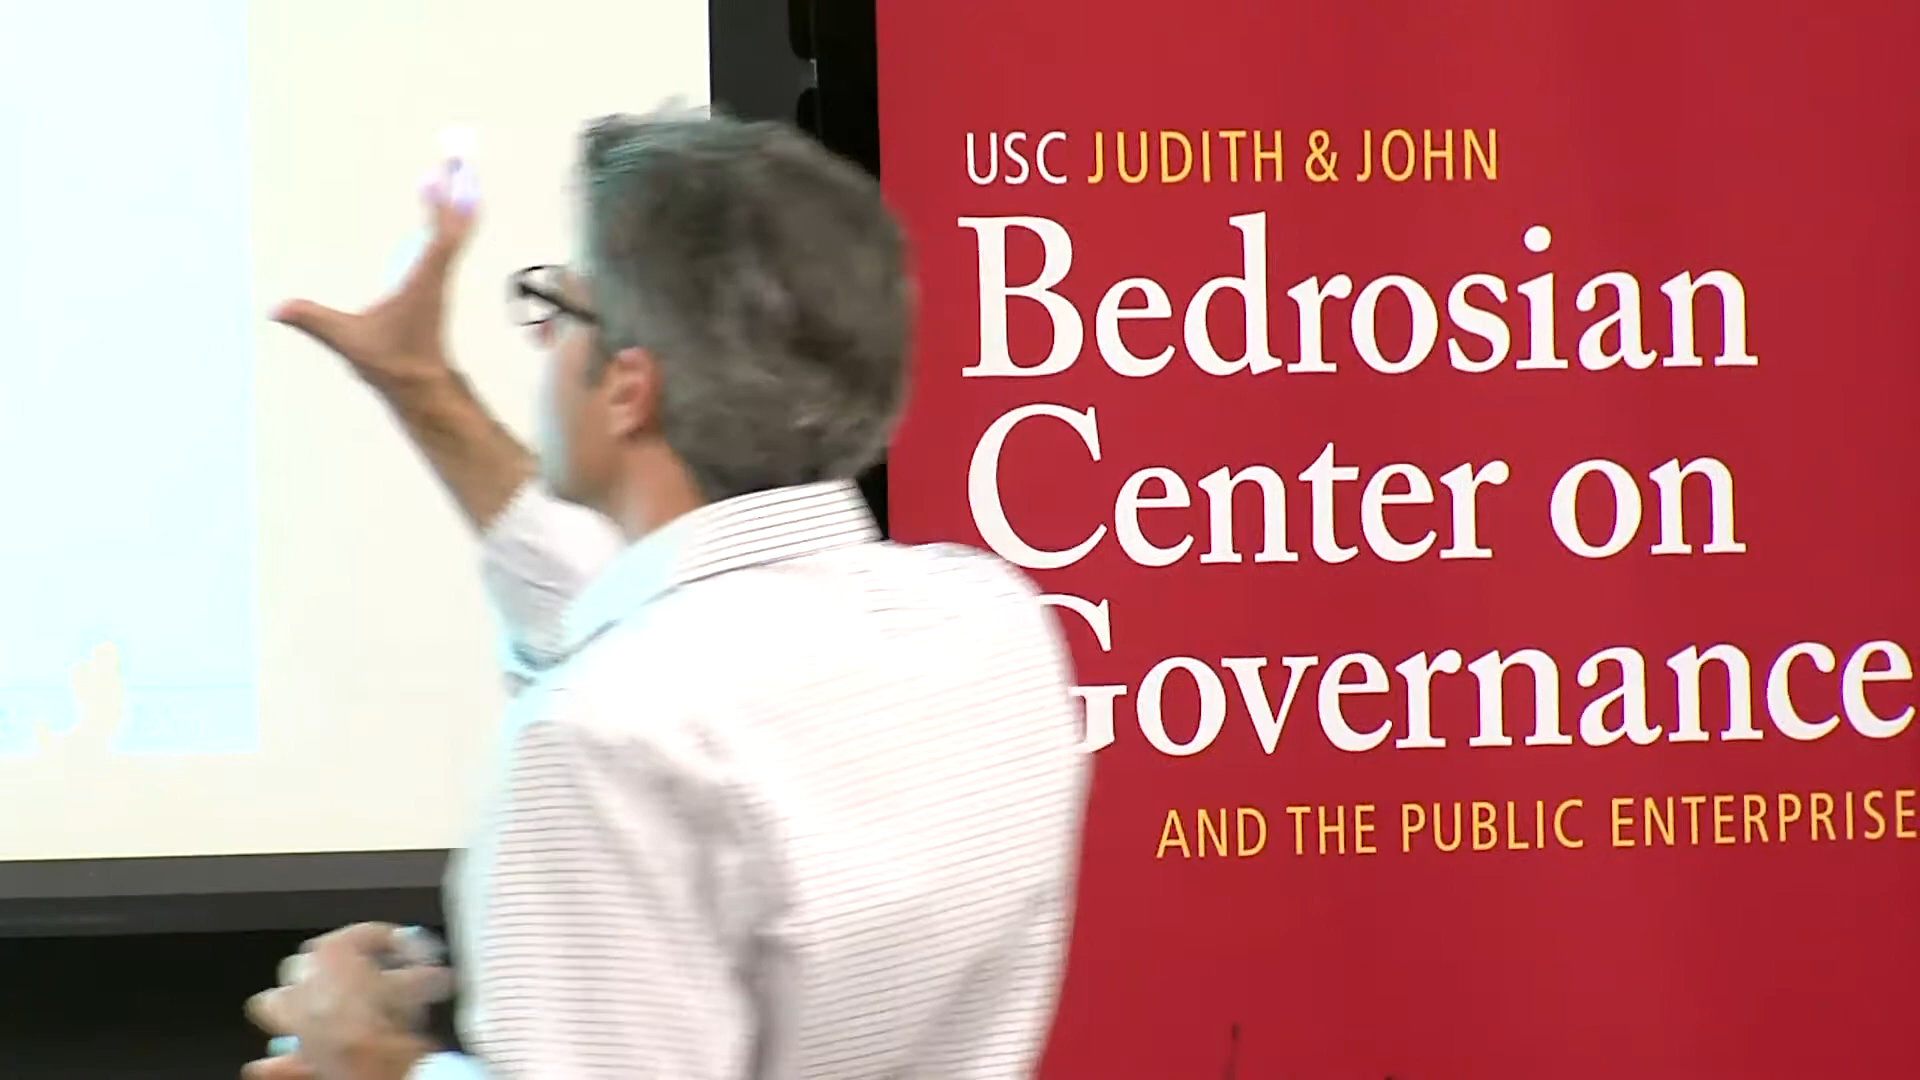 USC JUDITH & JOHN
Bedrosian
Center on
Governance
AND THE PUBLIC ENTERPRISE